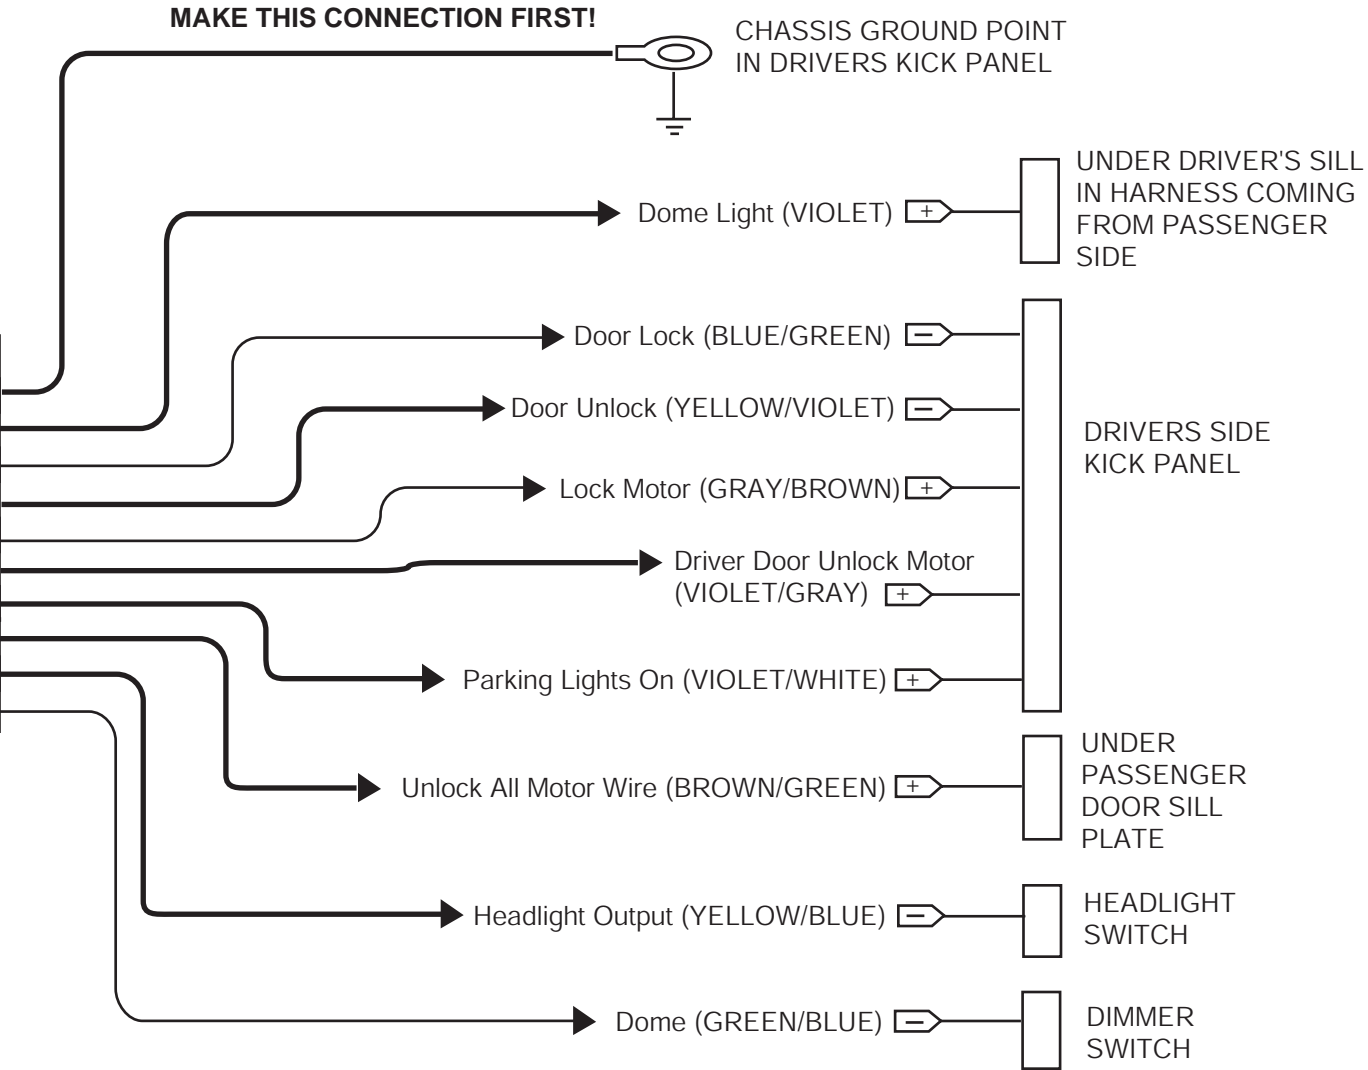 MAKE THIS CONNECTION FIRST!
CHASSIS GROUND POINT
IN DRIVERS KICK PANEL
Dome Light (VIOLET) +
UNDER DRIVER'S SILL
IN HARNESS COMING
FROM PASSENGER
SIDE
Door Lock (BLUE/GREEN) −
Door Unlock (YELLOW/VIOLET) −
DRIVERS SIDE
KICK PANEL
Lock Motor (GRAY/BROWN) +
Driver Door Unlock Motor
(VIOLET/GRAY) +
Parking Lights On (VIOLET/WHITE) +
Unlock All Motor Wire (BROWN/GREEN) +
UNDER
PASSENGER
DOOR SILL
PLATE
Headlight Output (YELLOW/BLUE) −
HEADLIGHT
SWITCH
Dome (GREEN/BLUE) −
DIMMER
SWITCH